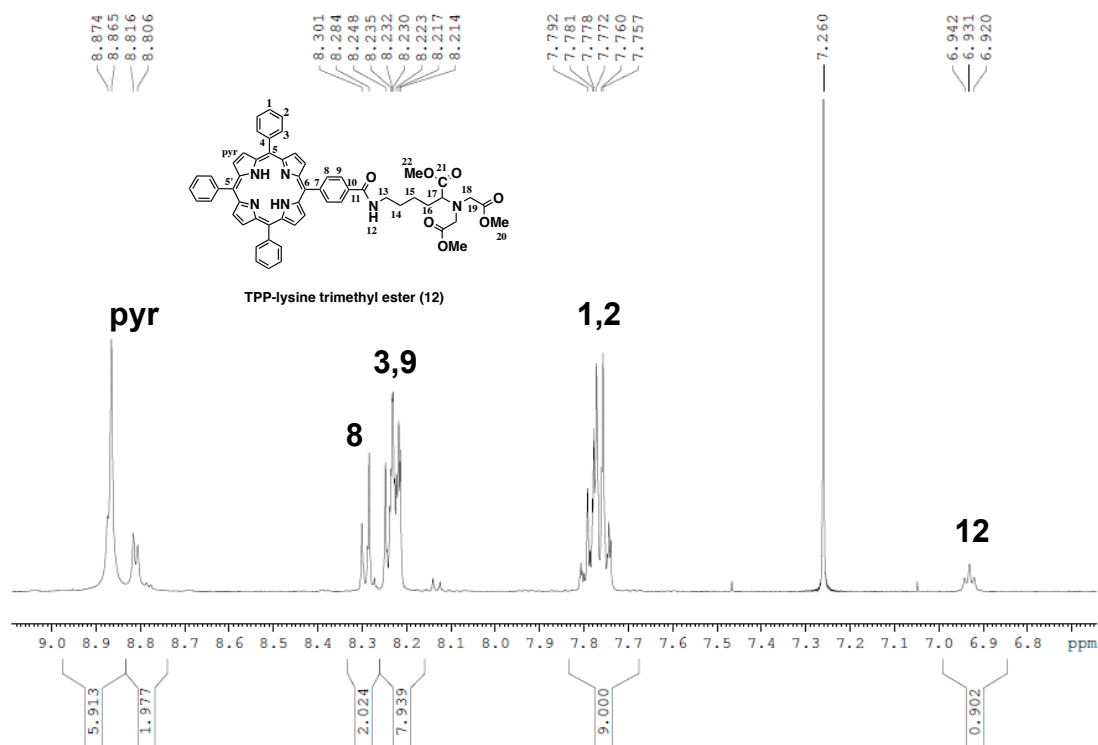 8.874
8.865
8.816
8.806
8.301
8.284
8.248
8.235
8.232
8.230
8.223
8.217
8.214
7.792
7.781
7.778
7.772
7.760
7.757
7.260
6.942
6.931
6.920
1
2
3
4
5
pyr
NH
N
N
HN
5'
6
7
8
9
10
11
O
N
H
12
13
14
15
16
17
22
MeO
21
O
O
N
18
19
O
OMe
20
O
OMe
TPP-lysine trimethyl ester (12)
pyr
8
3,9
1,2
12
9.0 8.9 8.8 8.7 8.6 8.5 8.4 8.3 8.2 8.1 8.0 7.9 7.8 7.7 7.6 7.5 7.4 7.3 7.2 7.1 7.0 6.9 6.8 ppm
5.913
1.977
2.024
7.939
9.000
0.902